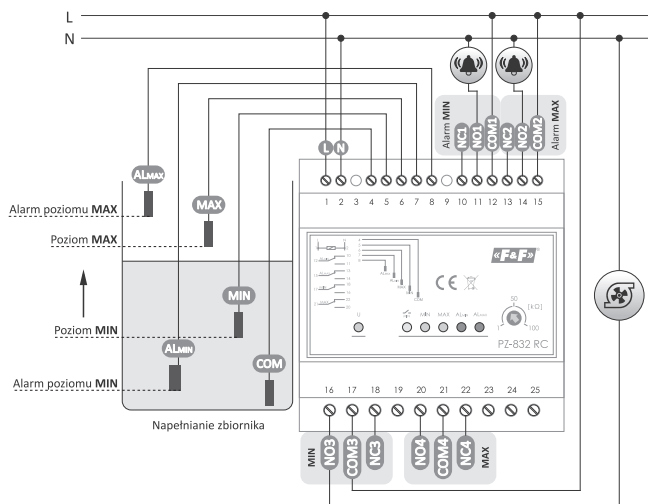 L
N
Alarm MIN
NC1
NO1
COM1
NC2
NO2
COM2
Alarm MAX
L
N
1 2 3 4 5 6 7 8 9 10 11 12 13 14 15
ALMAX
MAX
Alarm poziomu MAX
Poziom MAX
MIN
Poziom MIN
ALMIN
COM
Alarm poziomu MIN
Napełnianie zbiornika
«F&F»®
CE
U
MIN MAX
50
[kΩ]
1 100
PZ-832 RC
16 17 18 19 20 21 22 23 24 25
MIN
NO3
COM3
NC3
NO4
COM4
NC4
MAX